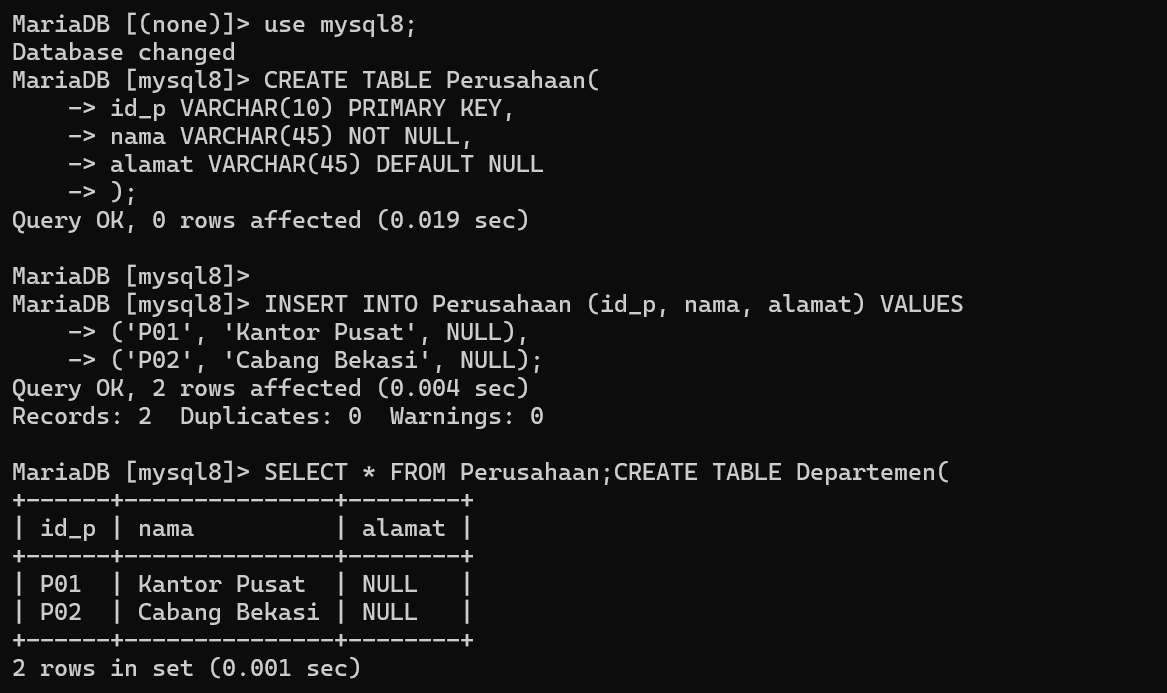 MariaDB [(none)]> use mysql8;
Database changed
MariaDB [mysql8]> CREATE TABLE Perusahaan(
    -> id_p VARCHAR(10) PRIMARY KEY,
    -> nama VARCHAR(45) NOT NULL,
    -> alamat VARCHAR(45) DEFAULT NULL
    -> );
Query OK, 0 rows affected (0.019 sec)

MariaDB [mysql8]>
MariaDB [mysql8]> INSERT INTO Perusahaan (id_p, nama, alamat) VALUES
    -> ('P01', 'Kantor Pusat', NULL),
    -> ('P02', 'Cabang Bekasi', NULL);
Query OK, 2 rows affected (0.004 sec)
Records: 2  Duplicates: 0  Warnings: 0

MariaDB [mysql8]> SELECT * FROM Perusahaan;CREATE TABLE Departemen(
+------+---------------+--------+
| id_p | nama          | alamat |
+------+---------------+--------+
| P01  | Kantor Pusat  | NULL   |
| P02  | Cabang Bekasi | NULL   |
+------+---------------+--------+
2 rows in set (0.001 sec)